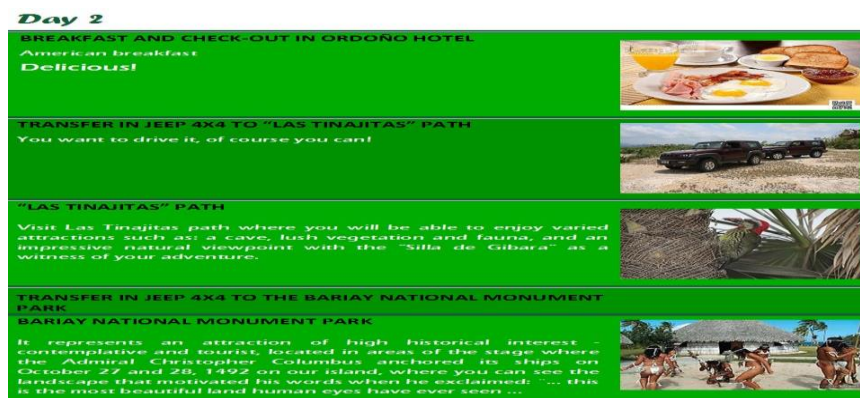 Day 2
BREAKFAST AND CHECK-OUT IN ORDOÑO HOTEL
American breakfast
Delicious!
TRANSFER IN JEEP 4X4 TO "LAS TINAJITAS" PATH
You want to drive it, of course you can!
"LAS TINAJITAS" PATH
Visit Las Tinajitas path where you will be able to enjoy varied
attractions such as: a cave, lush vegetation and fauna, and an
impressive natural viewpoint with the "Silla de Gibara" as a
witness of your adventure.
TRANSFER IN JEEP 4X4 TO THE BARIAY NATIONAL MONUMENT
PARK
BARIAY NATIONAL MONUMENT PARK
It represents an attraction of high historical interest -
contemplative and tourist, located in areas of the stage where
the Admiral Christopher Columbus anchored its ships on
October 27 and 28, 1492 on our island, where you can see the
landscape that motivated his words when he exclaimed: "... this
is the most beautiful land human eyes have ever seen ...